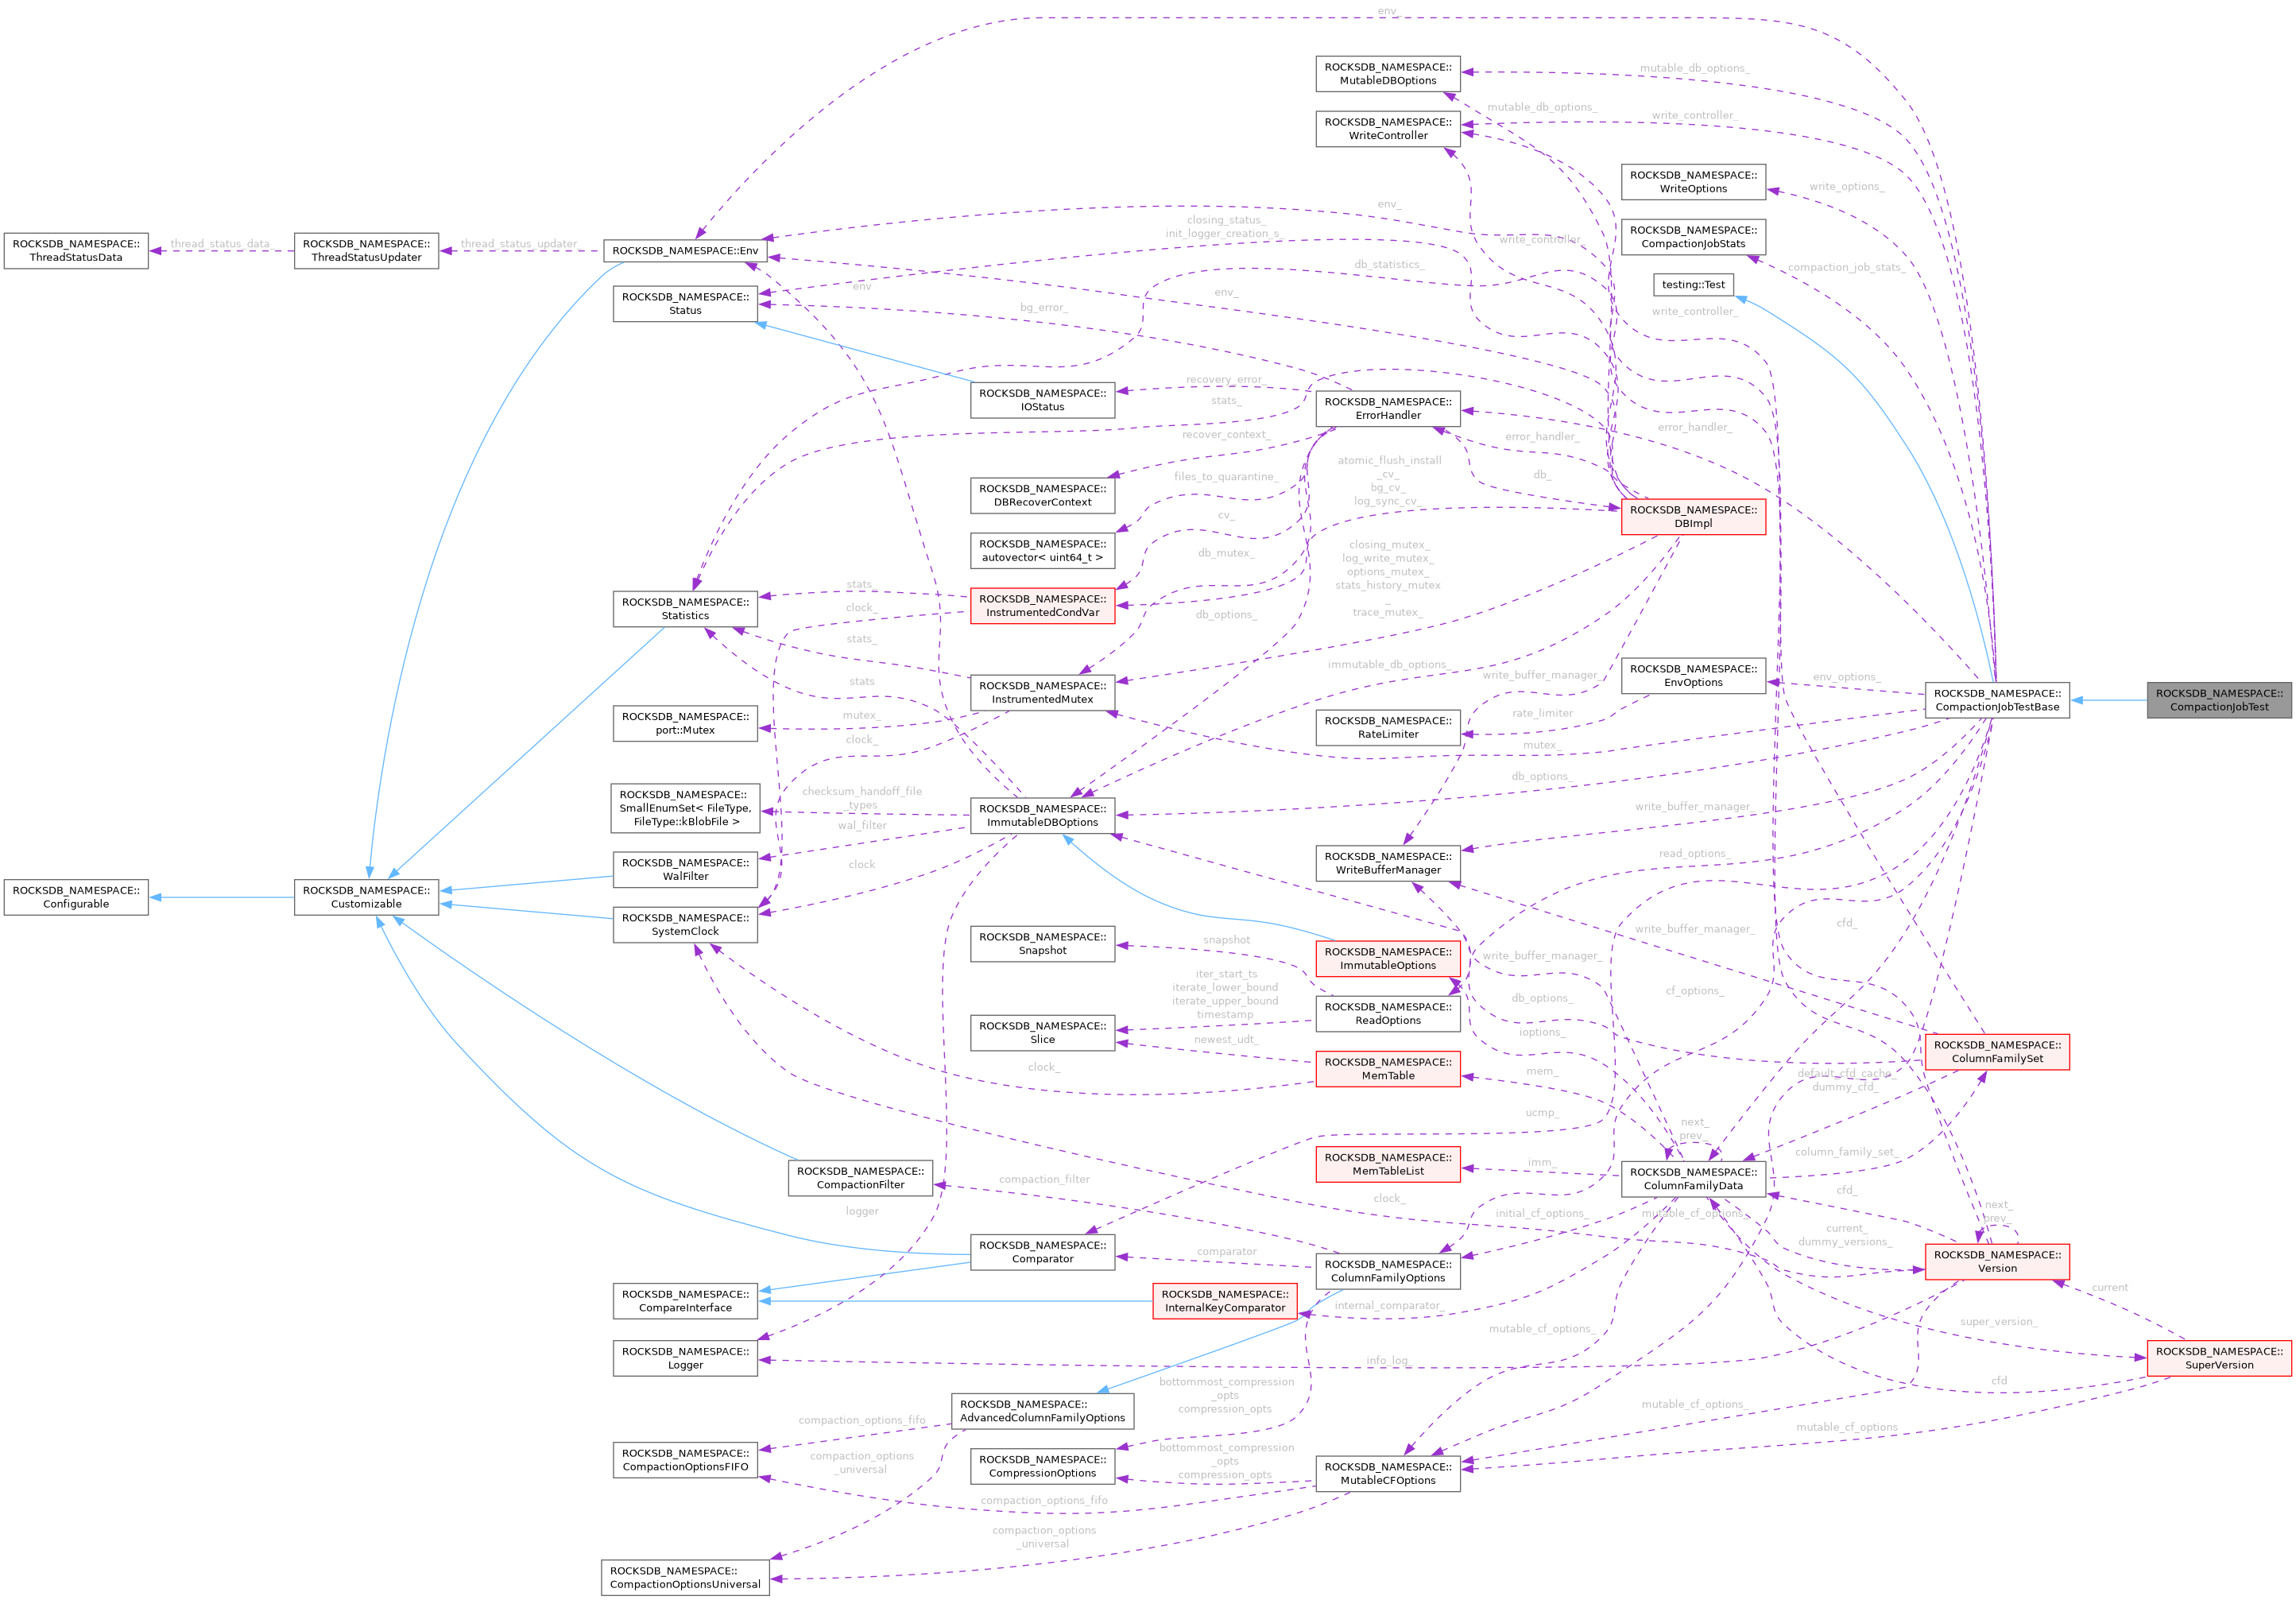 env_
ROCKSDB_NAMESPACE::
MutableDBOptions
mutable_db_options_
mutable_db_options_
ROCKSDB_NAMESPACE::
WriteController
write_controller_
ROCKSDB_NAMESPACE::
WriteOptions
write_options_
ROCKSDB_NAMESPACE::
CompactionJobStats
compaction_job_stats_
testing::Test
env_
closing_status_
init_logger_creation_s_
write_controller_
db_statistics_
write_controller_
ROCKSDB_NAMESPACE::
ThreadStatusData
thread_status_data_
ROCKSDB_NAMESPACE::
ThreadStatusUpdater
thread_status_updater_
ROCKSDB_NAMESPACE::Env
ROCKSDB_NAMESPACE::
Status
env
env_
bg_error_
ROCKSDB_NAMESPACE::
IOStatus
recovery_error_
stats_
ROCKSDB_NAMESPACE::
ErrorHandler
error_handler_
error_handler_
recover_context_
ROCKSDB_NAMESPACE::
DBRecoverContext
files_to_quarantine_
atomic_flush_install
_cv_
bg_cv_
log_sync_cv_
db_
ROCKSDB_NAMESPACE::
DBImpl
cv_
ROCKSDB_NAMESPACE::
autovector< uint64_t >
db_mutex_
closing_mutex_
log_write_mutex_
options_mutex_
stats_history_mutex
_
trace_mutex_
ROCKSDB_NAMESPACE::
Statistics
stats_
clock_
ROCKSDB_NAMESPACE::
InstrumentedCondVar
db_options_
stats_
ROCKSDB_NAMESPACE::
InstrumentedMutex
immutable_db_options_
write_buffer_manager_
ROCKSDB_NAMESPACE::
EnvOptions
env_options_
ROCKSDB_NAMESPACE::
CompactionJobTestBase
ROCKSDB_NAMESPACE::
CompactionJobTest
stats
ROCKSDB_NAMESPACE::
port::Mutex
mutex_
clock_
ROCKSDB_NAMESPACE::
RateLimiter
rate_limiter
mutex_
db_options_
ROCKSDB_NAMESPACE::
SmallEnumSet< FileType,
FileType::kBlobFile >
checksum_handoff_file
_types
ROCKSDB_NAMESPACE::
ImmutableDBOptions
write_buffer_manager_
wal_filter
ROCKSDB_NAMESPACE::
WalFilter
clock
ROCKSDB_NAMESPACE::
WriteBufferManager
read_options_
ROCKSDB_NAMESPACE::
Configurable
ROCKSDB_NAMESPACE::
Customizable
ROCKSDB_NAMESPACE::
SystemClock
ROCKSDB_NAMESPACE::
Snapshot
snapshot
ROCKSDB_NAMESPACE::
ImmutableOptions
write_buffer_manager_
write_buffer_manager_
cfd_
iter_start_ts
iterate_lower_bound
iterate_upper_bound
timestamp
ROCKSDB_NAMESPACE::
ReadOptions
db_options_
cf_options_
ROCKSDB_NAMESPACE::
Slice
newest_udt_
ioptions_
ROCKSDB_NAMESPACE::
ColumnFamilySet
clock_
ROCKSDB_NAMESPACE::
MemTable
mem_
default_cfd_cache_
dummy_cfd_
ucmp_
next_
prev_
ROCKSDB_NAMESPACE::
MemTableList
imm_
ROCKSDB_NAMESPACE::
ColumnFamilyData
column_family_set_
ROCKSDB_NAMESPACE::
CompactionFilter
compaction_filter
clock_
cfd_
logger
initial_cf_options_
mutable_cf_options_
next_
prev_
current_
dummy_versions_
ROCKSDB_NAMESPACE::
Comparator
comparator
ROCKSDB_NAMESPACE::
ColumnFamilyOptions
ROCKSDB_NAMESPACE::
Version
ROCKSDB_NAMESPACE::
CompareInterface
ROCKSDB_NAMESPACE::
InternalKeyComparator
internal_comparator_
current
super_version_
mutable_cf_options_
ROCKSDB_NAMESPACE::
Logger
info_log_
ROCKSDB_NAMESPACE::
SuperVersion
cfd
bottommost_compression
_opts
compression_opts
ROCKSDB_NAMESPACE::
AdvancedColumnFamilyOptions
mutable_cf_options_
mutable_cf_options
compaction_options_fifo
ROCKSDB_NAMESPACE::
CompactionOptionsFIFO
compaction_options
_universal
ROCKSDB_NAMESPACE::
CompressionOptions
bottommost_compression
_opts
compression_opts
ROCKSDB_NAMESPACE::
MutableCFOptions
compaction_options_fifo
compaction_options
_universal
ROCKSDB_NAMESPACE::
CompactionOptionsUniversal